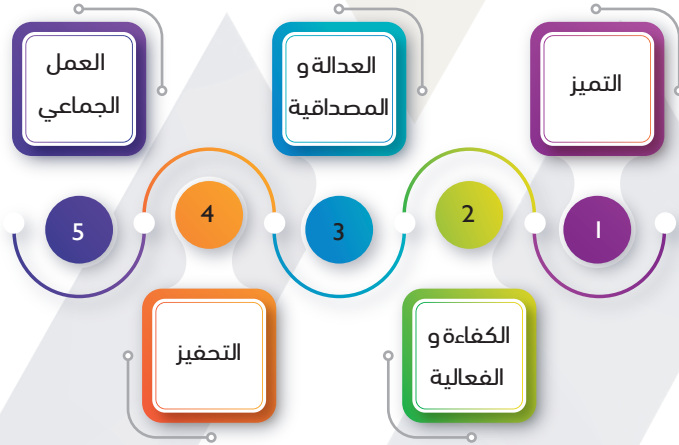 التميز
1
2
الكفاءة و
الفعالية
العدالة و
المصداقية
3
4
التحفيز
العمل
الجماعي
5